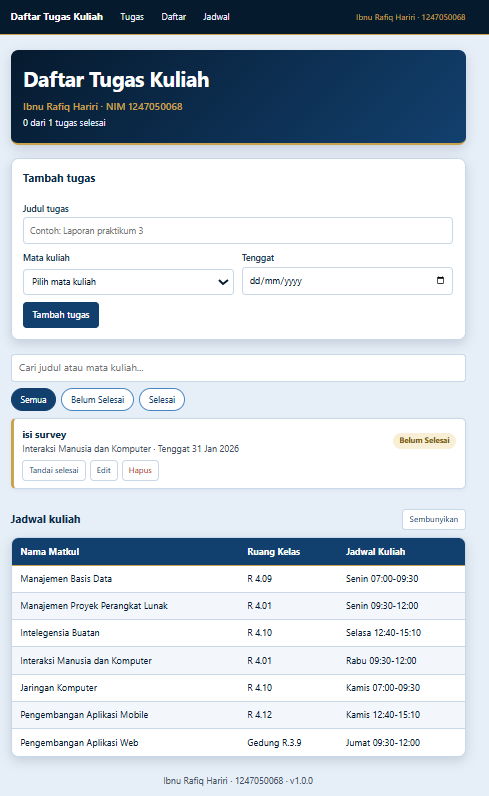 Daftar Tugas Kuliah Tugas Daftar Jadwal Ibnu Rafiq Hariri · 1247050068
Daftar Tugas Kuliah
Ibnu Rafiq Hariri · NIM 1247050068
0 dari 1 tugas selesai
Tambah tugas
Judul tugas
Contoh: Laporan praktikum 3
Mata kuliah Tenggat
Pilih mata kuliah dd/mm/yyyy
Tambah tugas
Cari judul atau mata kuliah...
Semua Belum Selesai Selesai
isi survey
Belum Selesai
Interaksi Manusia dan Komputer · Tenggat 31 Jan 2026
Tandai selesai Edit Hapus
Jadwal kuliah Sembunyikan
Nama Matkul Ruang Kelas Jadwal Kuliah
Manajemen Basis Data R 4.09 Senin 07:00-09:30
Manajemen Proyek Perangkat Lunak R 4.01 Senin 09:30-12:00
Intelegensia Buatan R 4.10 Selasa 12:40-15:10
Interaksi Manusia dan Komputer R 4.01 Rabu 09:30-12:00
Jaringan Komputer R 4.10 Kamis 07:00-09:30
Pengembangan Aplikasi Mobile R 4.12 Kamis 12:40-15:10
Pengembangan Aplikasi Web Gedung R.3.9 Jumat 09:30-12:00
Ibnu Rafiq Hariri · 1247050068 · v1.0.0